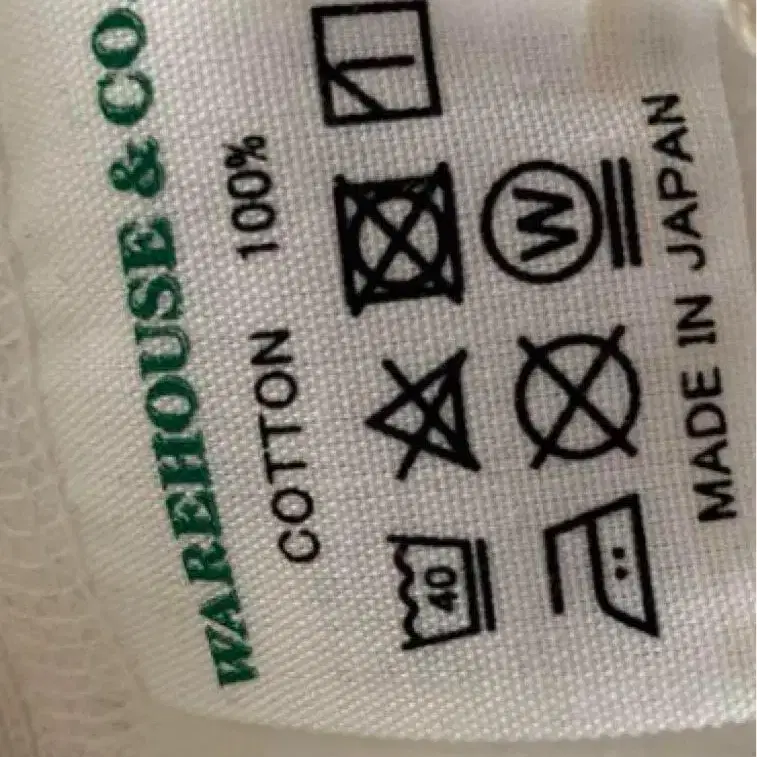 WAREHOUSE & CO.
COTTON 100%
40
W
MADE IN JAPAN